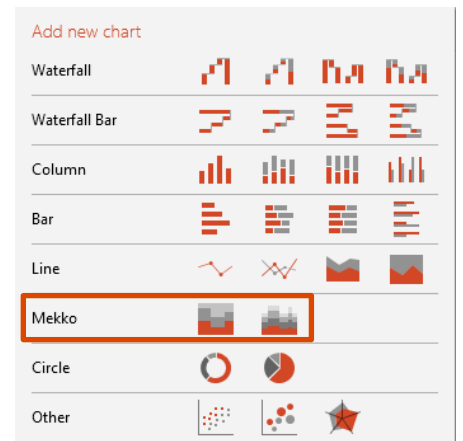 Add new chart
Waterfall
Waterfall Bar
Column
Bar
Line
Mekko
Circle
Other